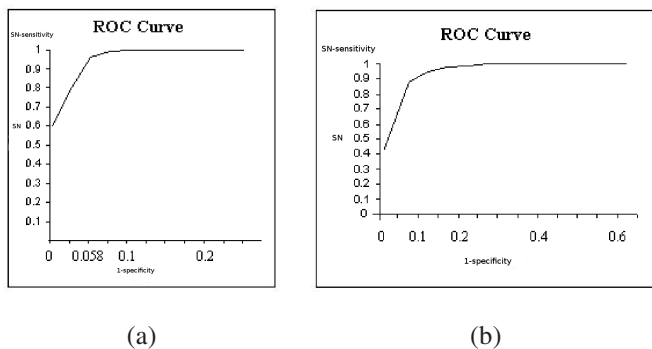 ROC Curve
SN-sensitivity
1
0.9
0.8
0.7
SN 0.6
0.5
0.4
0.3
0.2
0.1
0 0.058 0.1 0.2
1-specificity
(a)
ROC Curve
SN-sensitivity
1
0.9
0.8
0.7
0.6
SN 0.5
0.4
0.3
0.2
0.1
0
0 0.1 0.2 0.4 0.6
1-specificity
(b)